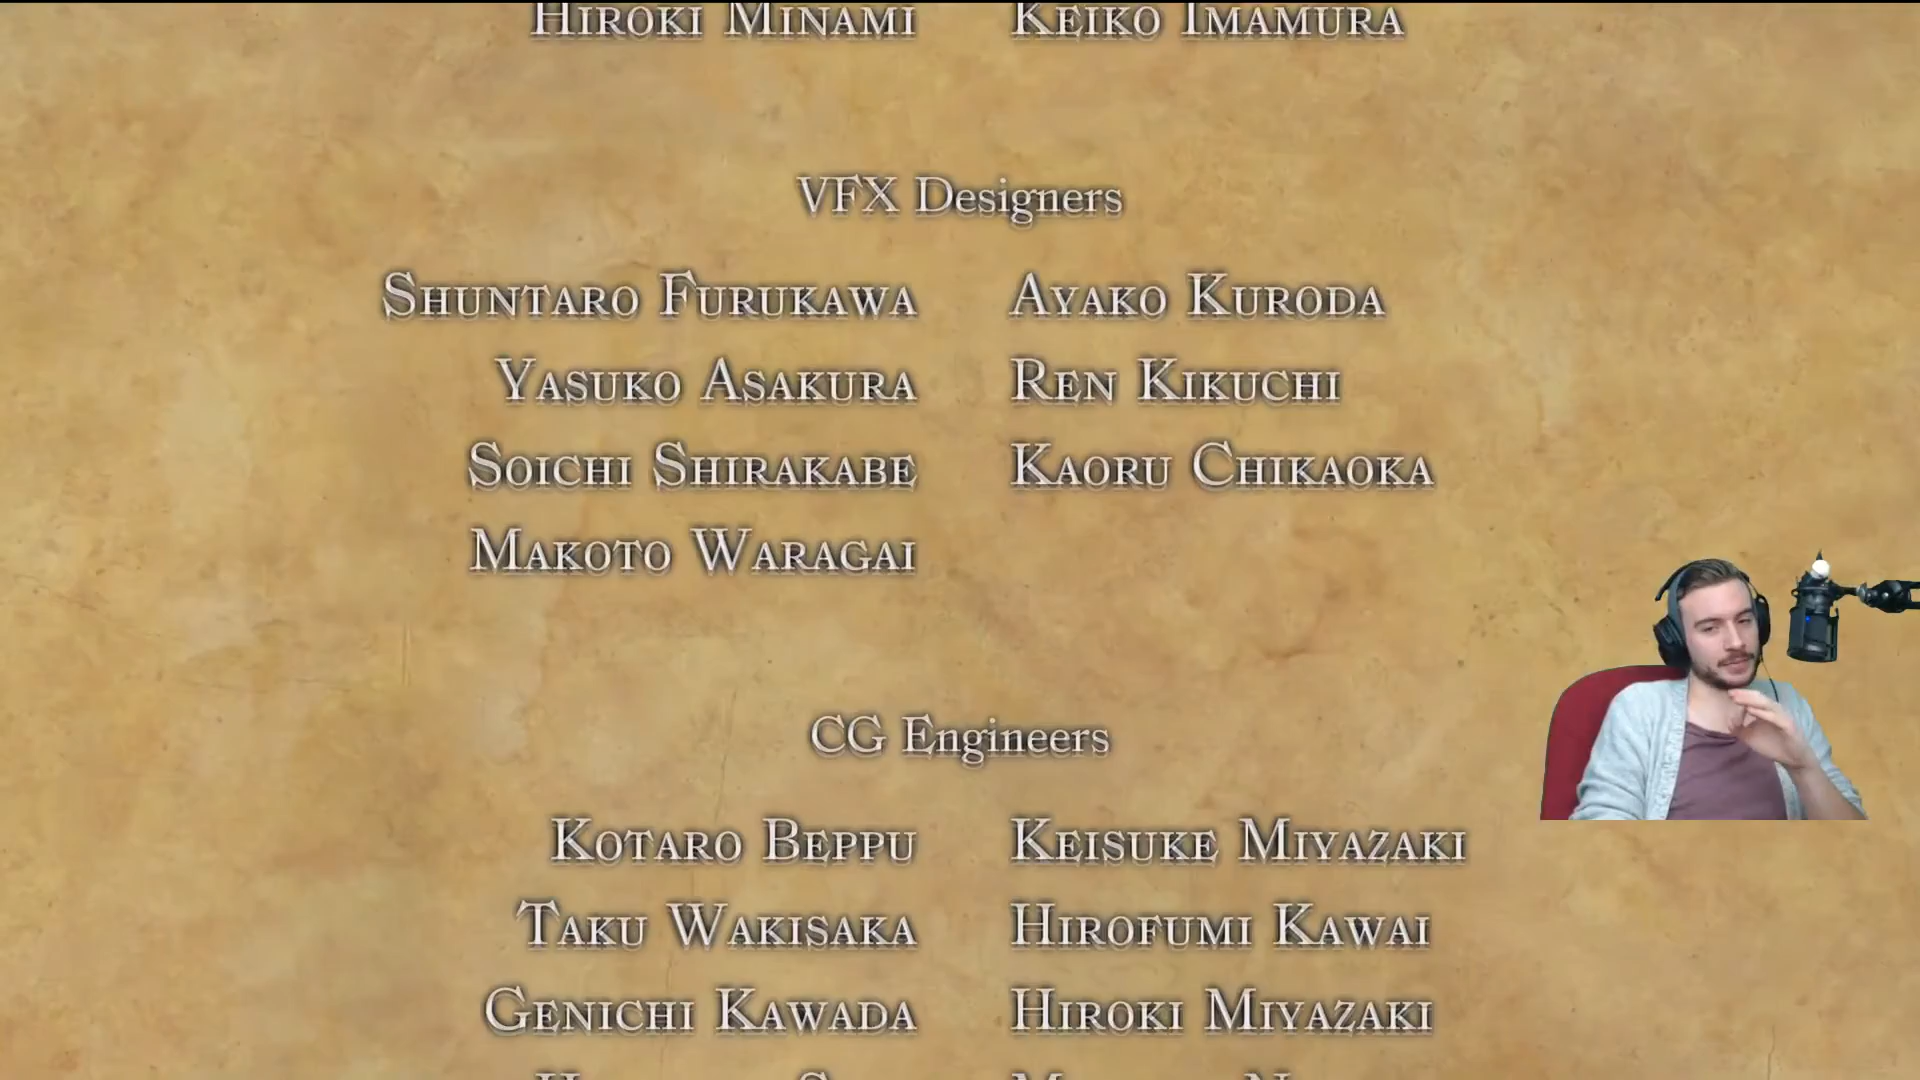 HIROKI MINAMI KEIKO IMAMURA
VFX Designers
SHUNTARO FURUKAWA AYAKO KURODA
YASUKO ASAKURA REN KIKUCHI
SOICHI SHIRAKABE KAORU CHIKAOKA
MAKOTO WARAGAI
CG Engineers
KOTARO BEPPU KEISUKE MIYAZAKI
TAKU WAKISAKA HIROFUMI KAWAI
GENICHI KAWADA HIROKI MIYAZAKI